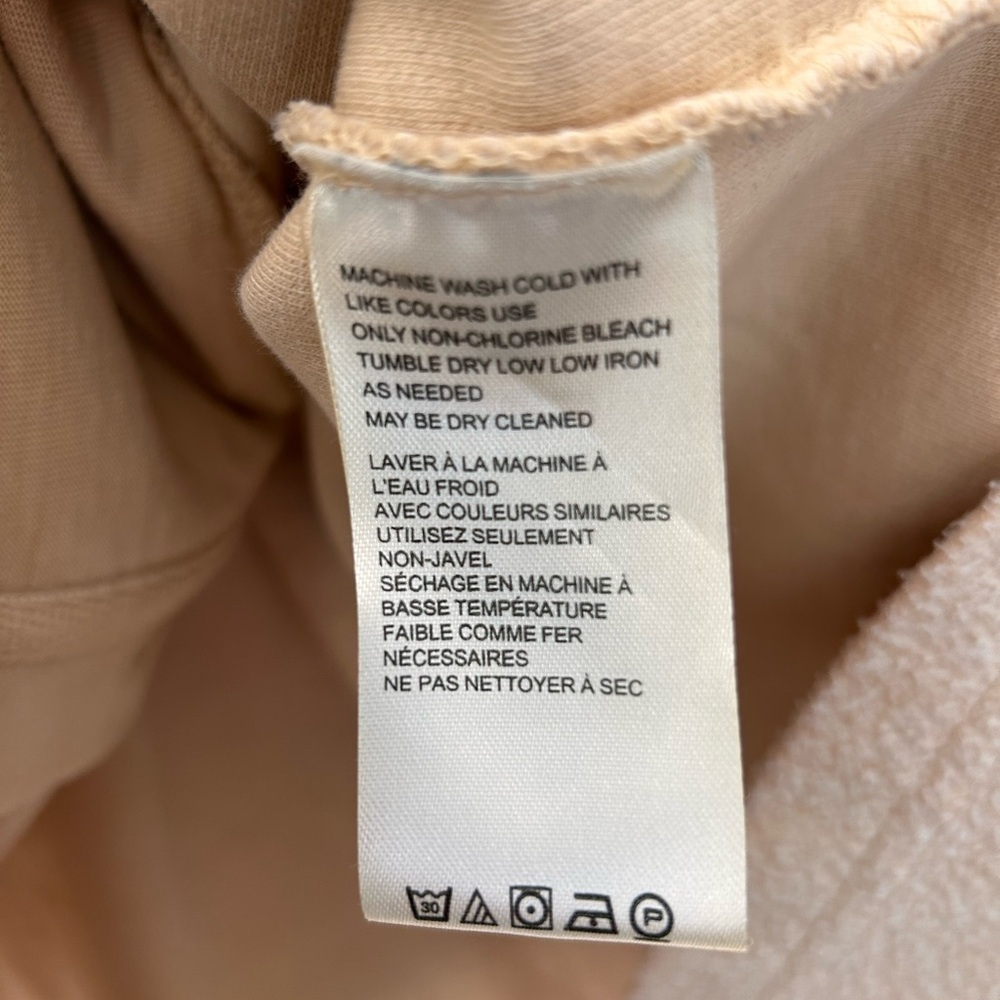 MACHINE WASH COLD WITH
LIKE COLORS USE
ONLY NON-CHLORINE BLEACH
TUMBLE DRY LOW LOW IRON
AS NEEDED
MAY BE DRY CLEANED
LAVER À LA MACHINE À
L'EAU FROID
AVEC COULEURS SIMILAIRES
UTILISEZ SEULEMENT
NON-JAVEL
SÉCHAGE EN MACHINE À
BASSE TEMPÉRATURE
FAIBLE COMME FER
NÉCESSAIRES
NE PAS NETTOYER À SEC
30 P